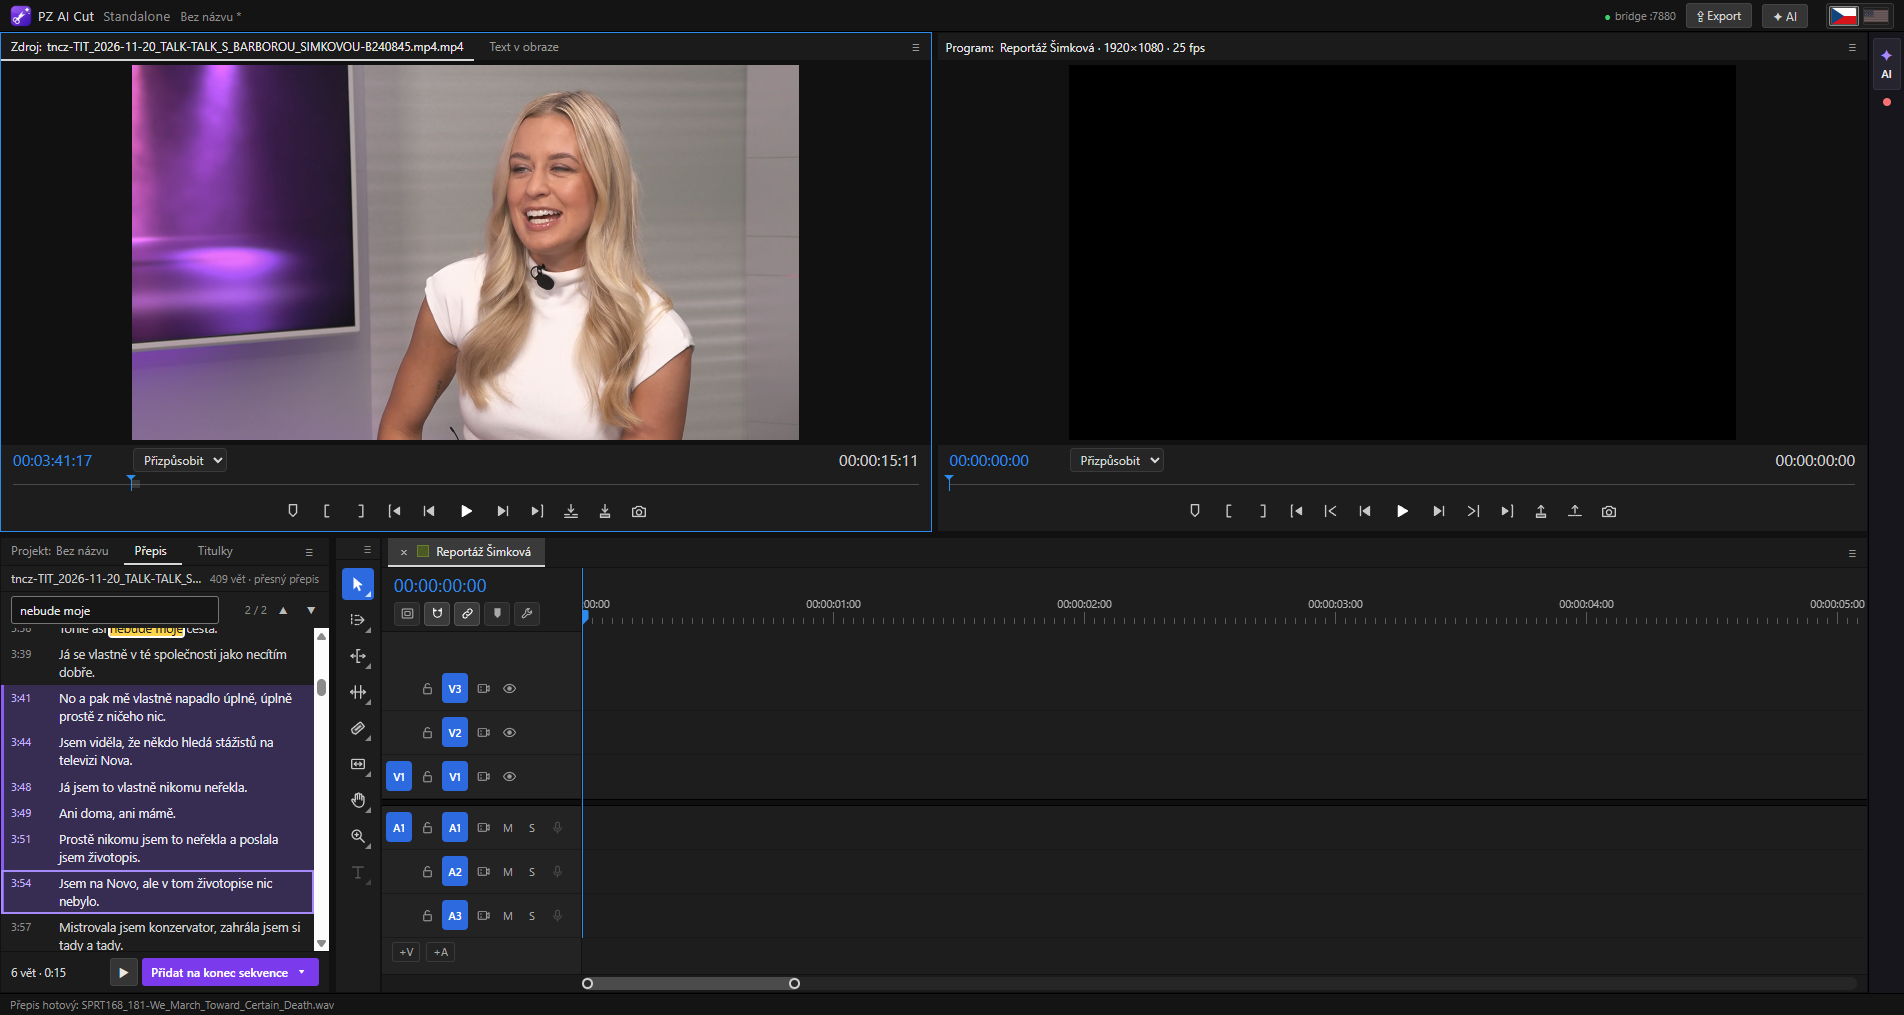 PZ AI Cut Standalone Bez názvu *
bridge :7880 Export AI
Zdroj: tncz-TIT_2026-11-20_TALK-TALK_S_BARBOROU_SIMKOVOU-B240845.mp4.mp4 Text v obraze
Program: Reportáž Šimková · 1920×1080 · 25 fps
AI
00:03:41:17 Přizpůsobit 00:00:15:11
00:00:00:00 Přizpůsobit 00:00:00:00
Projekt: Bez názvu Přepis Titulky
tncz-TIT_2026-11-20_TALK-TALK_S... 409 vět · přesný přepis
nebude moje 2 / 2
3:38 Tohle asi nebude moje cesta.
3:39 Já se vlastně v té společnosti jako necítím
dobře.
3:41 No a pak mě vlastně napadlo úplně, úplně
prostě z ničeho nic.
3:44 Jsem viděla, že někdo hledá stážistů na
televizi Nova.
3:48 Já jsem to vlastně nikomu neřekla.
3:49 Ani doma, ani mámě.
3:51 Prostě nikomu jsem to neřekla a poslala
jsem životopis.
3:54 Jsem na Novo, ale v tom životopise nic
nebylo.
3:57 Mistrovala jsem konzervator, zahrála jsem si
tady a tady.
6 vět · 0:15 Přidat na konec sekvence
Reportáž Šimková
00:00:00:00
00:00 00:00:01:00 00:00:02:00 00:00:03:00 00:00:04:00 00:00:05:00
V3
V2
V1 V1
A1 A1 M S
A2 M S
A3 M S
+V +A
T
Přepis hotový: SPRT168_181-We_March_Toward_Certain_Death.wav